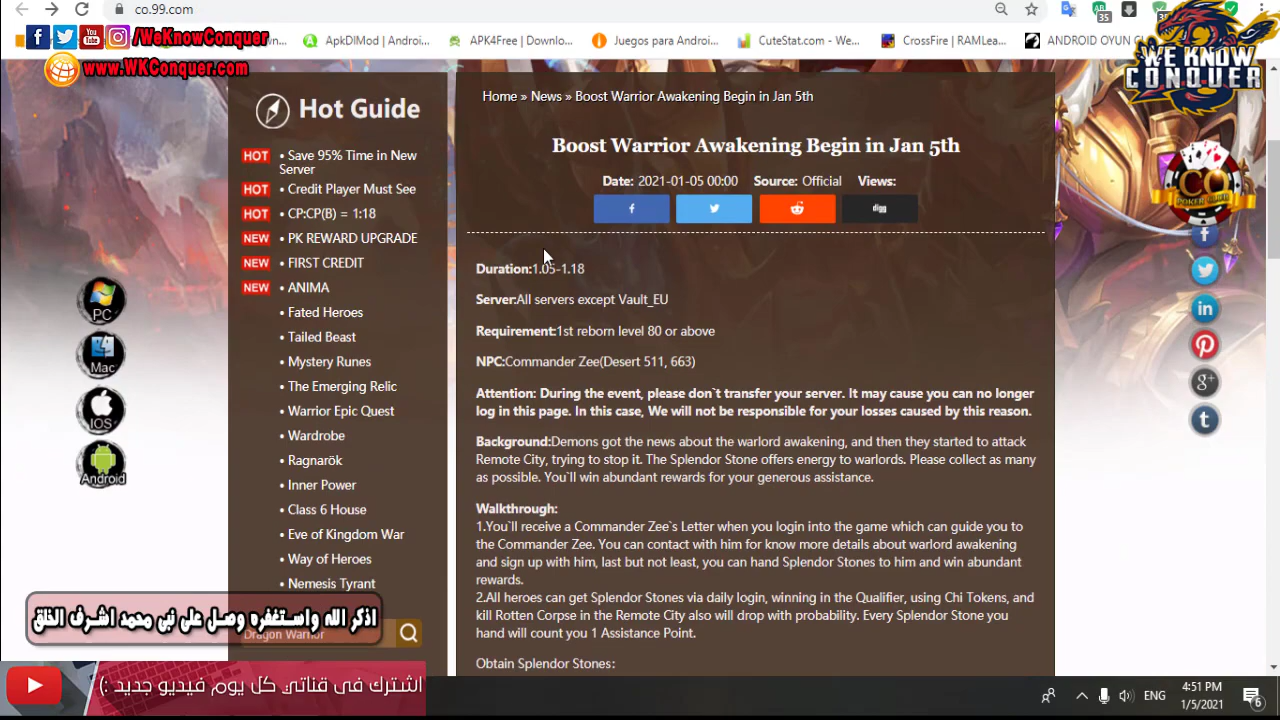 co.99.com
35
/WeKnowConquer
www.WKConquer.com
ApkDlMod | Androi...
APK4Free | Downlo...
Juegos para Androi...
CuteStat.com - We...
CrossFire | RAMLea...
ANDROID OYUN CL
WE KNOW
CONQUER
CO
POKER CLUB
Hot Guide
HOT • Save 95% Time in New
Server
HOT • Credit Player Must See
HOT • CP:CP(B) = 1:18
NEW • PK REWARD UPGRADE
NEW • FIRST CREDIT
NEW • ANIMA
• Fated Heroes
• Tailed Beast
• Mystery Runes
• The Emerging Relic
• Warrior Epic Quest
• Wardrobe
• Ragnarök
• Inner Power
• Class 6 House
• Eve of Kingdom War
• Way of Heroes
• Nemesis Tyrant
Dragon Warrior
PC
Mac
IOS
Android
Home » News » Boost Warrior Awakening Begin in Jan 5th
Boost Warrior Awakening Begin in Jan 5th
Date: 2021-01-05 00:00 Source: Official Views:
digg
Duration:1.05-1.18
Server:All servers except Vault_EU
Requirement:1st reborn level 80 or above
NPC:Commander Zee(Desert 511, 663)
Attention: During the event, please don`t transfer your server. It may cause you can no longer
log in this page. In this case, We will not be responsible for your losses caused by this reason.
Background:Demons got the news about the warlord awakening, and then they started to attack
Remote City, trying to stop it. The Splendor Stone offers energy to warlords. Please collect as many
as possible. You`ll win abundant rewards for your generous assistance.
Walkthrough:
1.You`ll receive a Commander Zee`s Letter when you login into the game which can guide you to
the Commander Zee. You can contact with him for know more details about warlord awakening
and sign up with him, last but not least, you can hand Splendor Stones to him and win abundant
rewards.
2.All heroes can get Splendor Stones via daily login, winning in the Qualifier, using Chi Tokens, and
kill Rotten Corpse in the Remote City also will drop with probability. Every Splendor Stone you
hand will count you 1 Assistance Point.
Obtain Splendor Stones:
اذكر الله واستغفره وصل على نبى محمد اشرف الخلق
اشترك فى قناتي كل يوم فيديو جديد :)
ENG
4:51 PM
1/5/2021
6